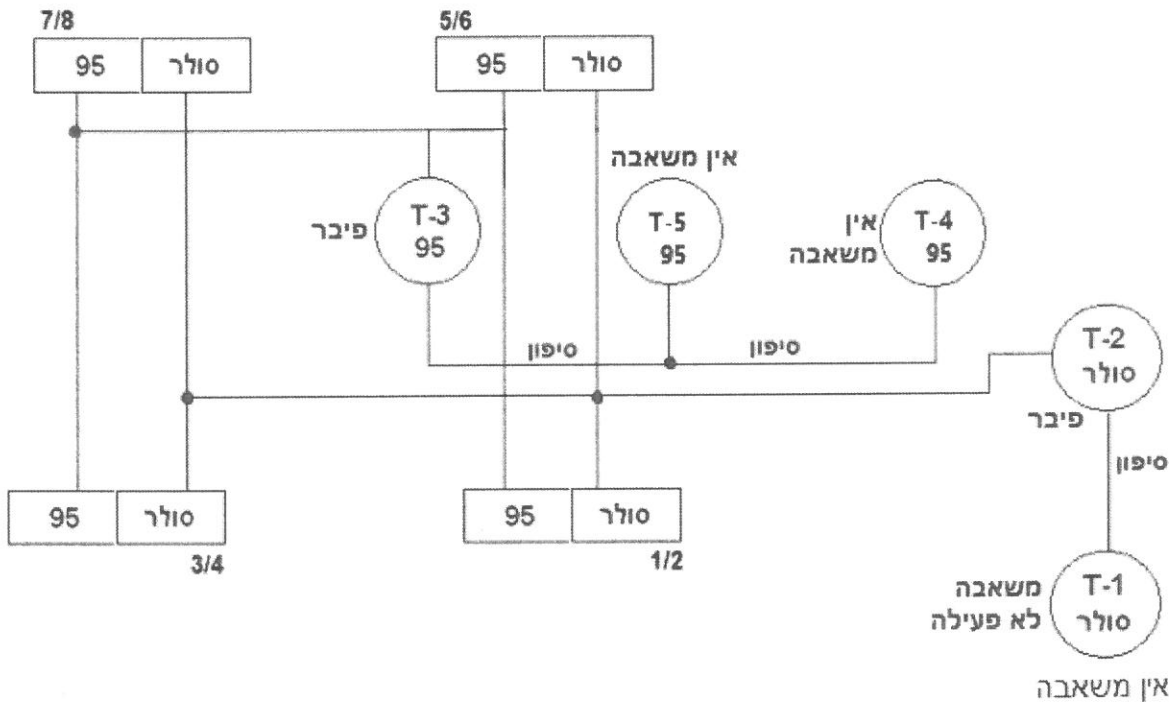 7/8
5/6
95
סולר
95
סולר
אין משאבה
T-3
95
פיבר
T-5
95
T-4
95
אין
משאבה
סיפון
סיפון
T-2
סולר
פיבר
סיפון
95
סולר
95
סולר
3/4
1/2
T-1
סולר
משאבה
לא פעילה
אין משאבה